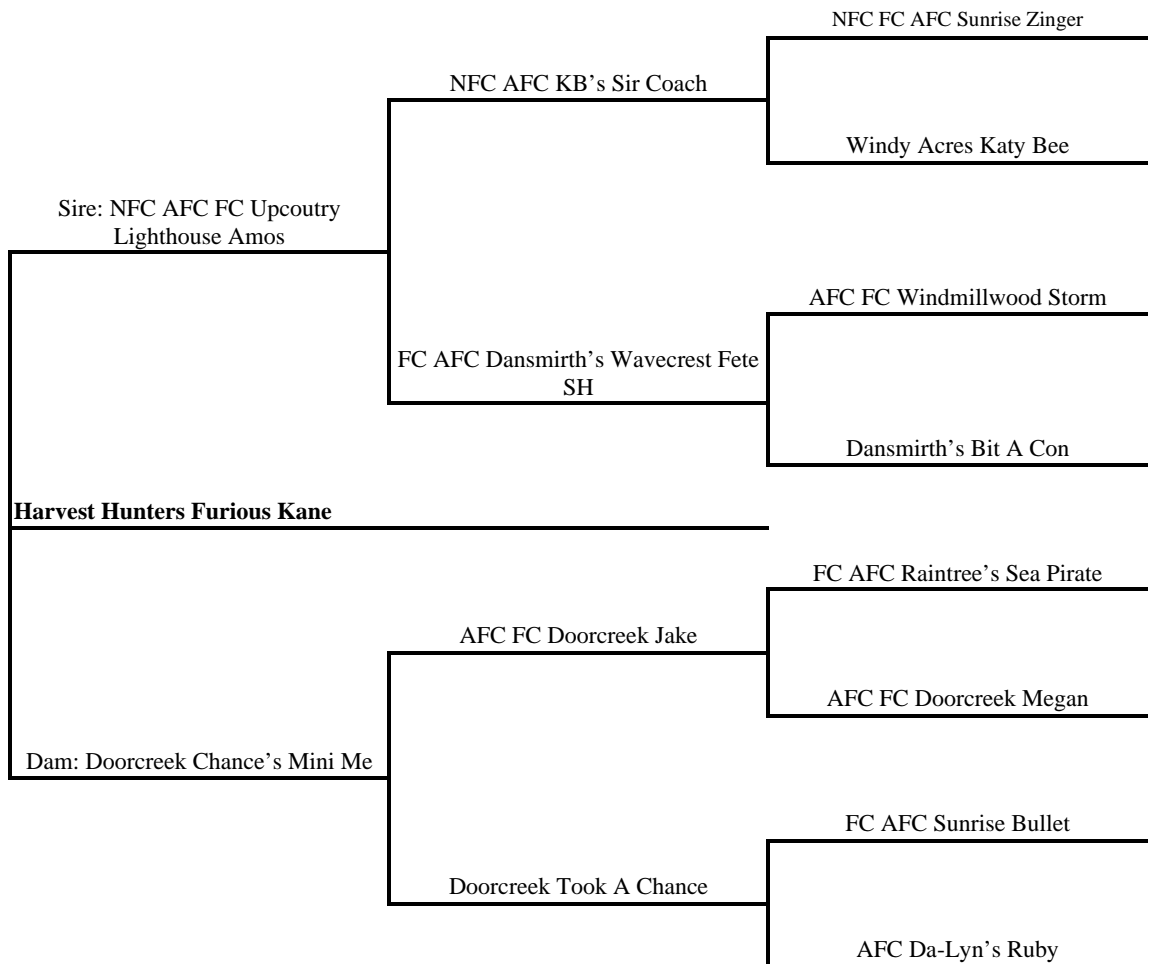 NFC FC AFC Sunrise Zinger
NFC AFC KB’s Sir Coach
Windy Acres Katy Bee
Sire: NFC AFC FC Upcoutry
Lighthouse Amos
AFC FC Windmillwood Storm
FC AFC Dansmirth’s Wavecrest Fete
SH
Dansmirth’s Bit A Con
Harvest Hunters Furious Kane
FC AFC Raintree’s Sea Pirate
AFC FC Doorcreek Jake
AFC FC Doorcreek Megan
Dam: Doorcreek Chance’s Mini Me
FC AFC Sunrise Bullet
Doorcreek Took A Chance
AFC Da-Lyn’s Ruby